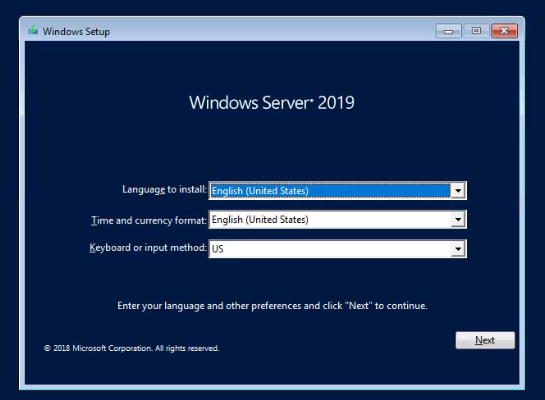 Windows Setup
Windows Server® 2019
Language to install: English (United States)
Time and currency format: English (United States)
Keyboard or input method: US
Enter your language and other preferences and click "Next" to continue.
Next
© 2018 Microsoft Corporation. All rights reserved.